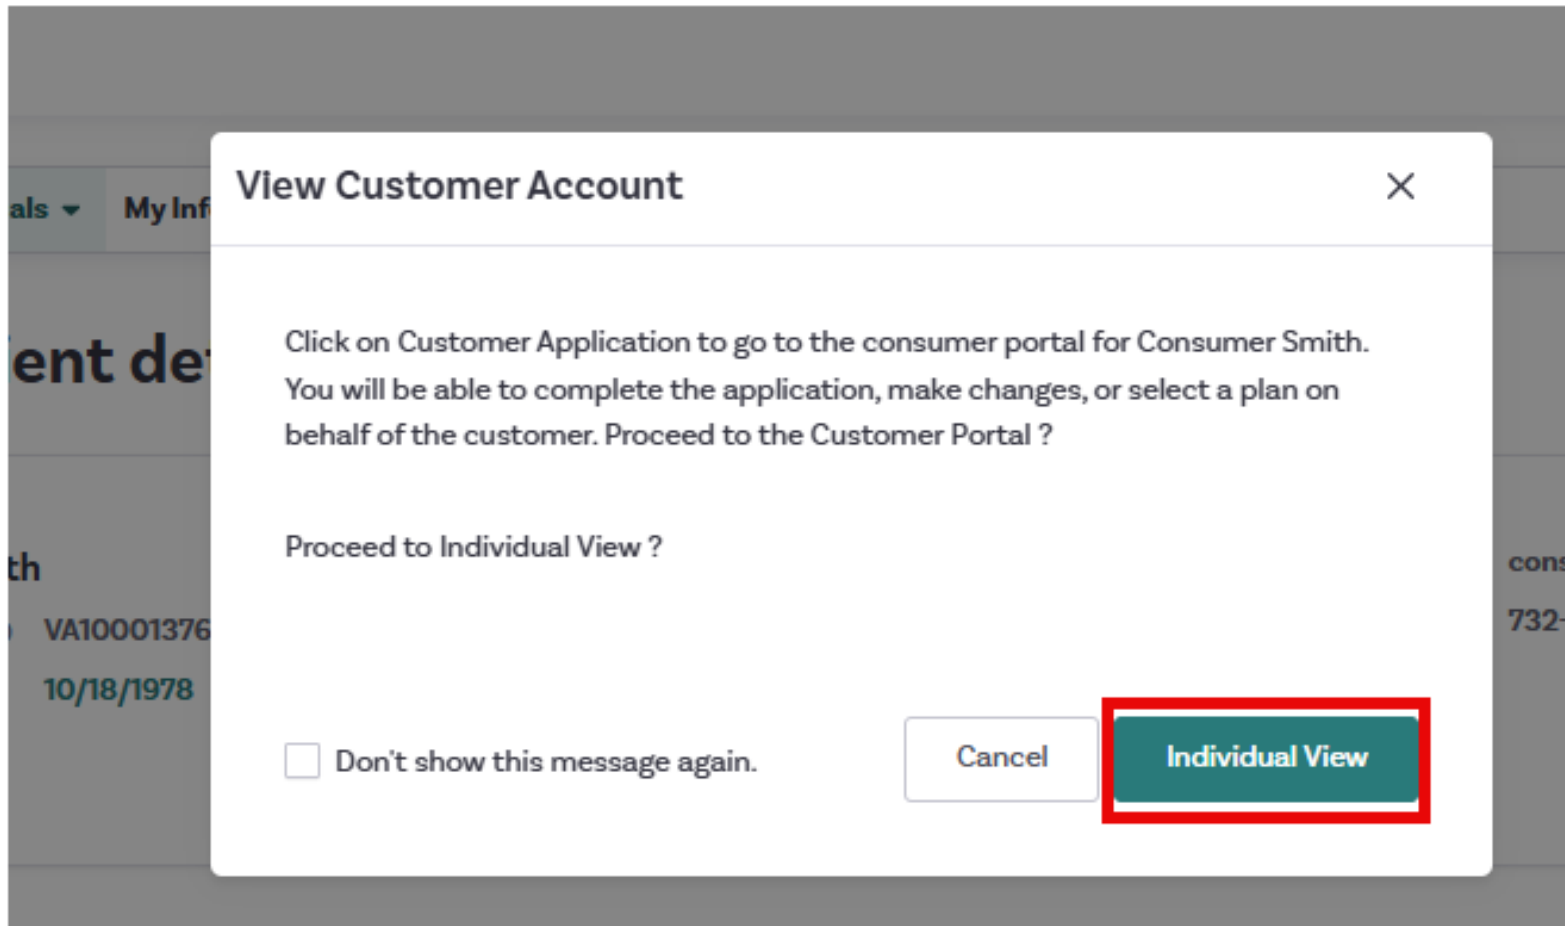 View Customer Account
als
My Inf
Click on Customer Application to go to the consumer portal for Consumer Smith.
You will be able to complete the application, make changes, or select a plan on
behalf of the customer. Proceed to the Customer Portal ?
ent de
Proceed to Individual View ?
th
cons
VA10001376
732-
10/18/1978
Don't show this message again.
Cancel
Individual View